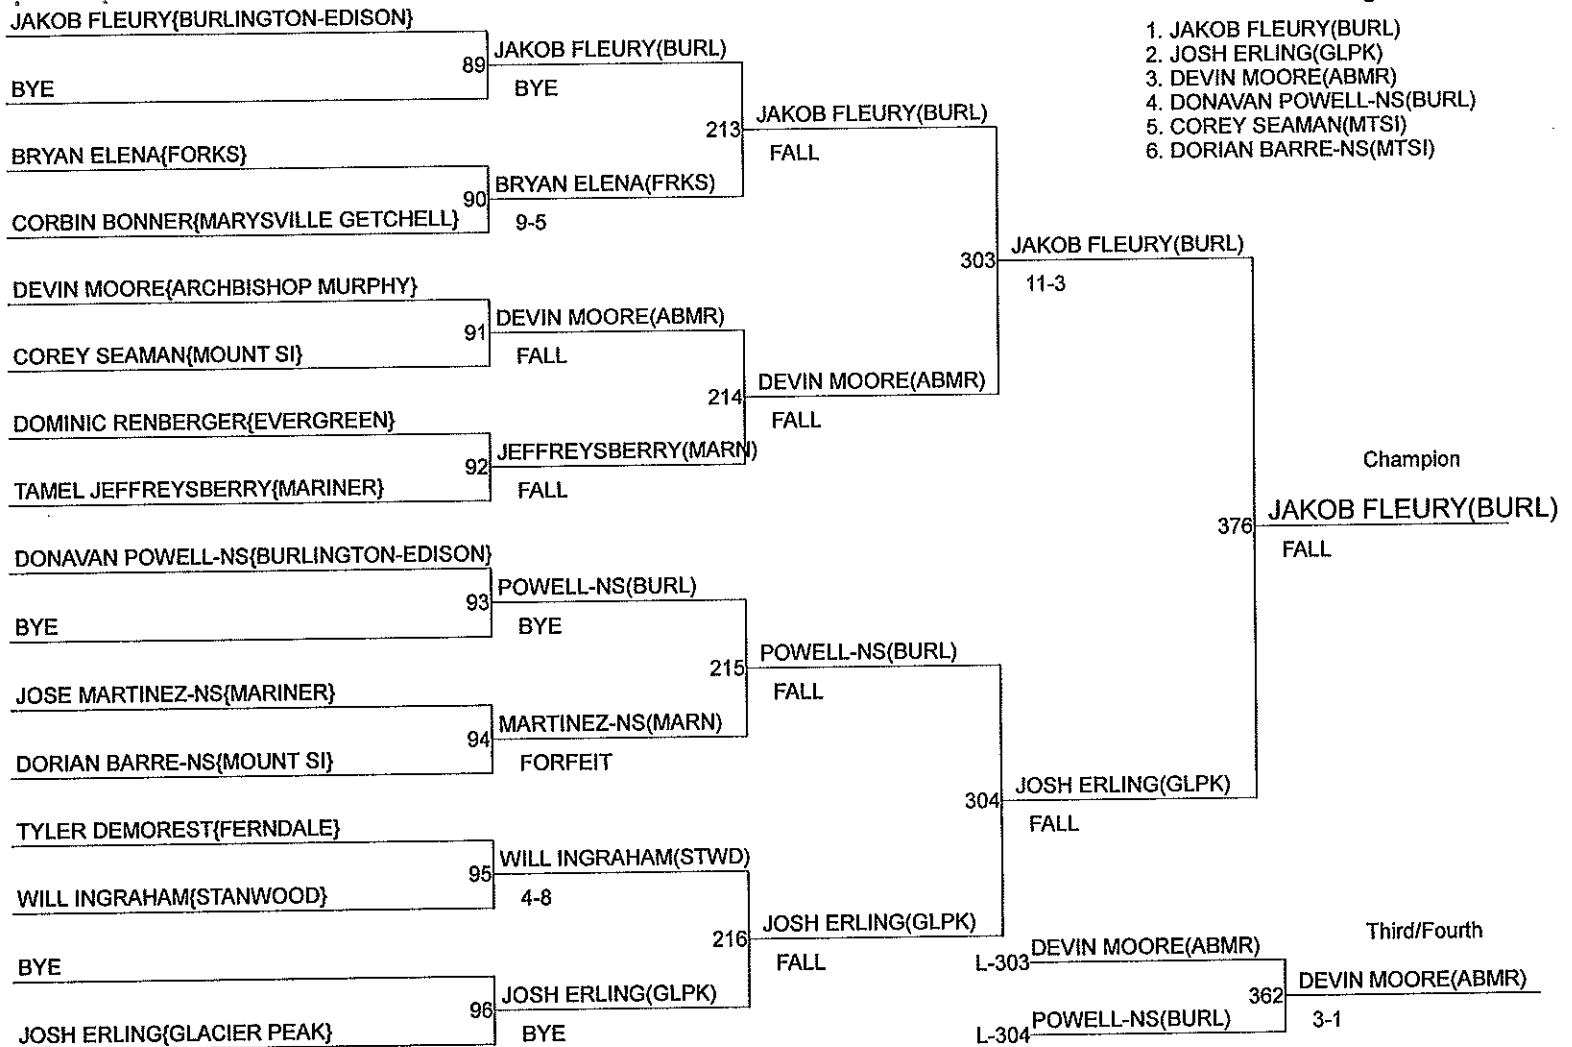 JAKOB FLEURY{BURLINGTON-EDISON}
89
JAKOB FLEURY(BURL)
BYE
BYE
213
JAKOB FLEURY(BURL)
FALL
BRYAN ELENA{FORKS}
90
BRYAN ELENA(FRKS)
CORBIN BONNER{MARYSVILLE GETCHELL}
9-5
303
JAKOB FLEURY(BURL)
11-3
DEVIN MOORE{ARCHBISHOP MURPHY}
91
DEVIN MOORE(ABMR)
COREY SEAMAN{MOUNT SI}
FALL
214
DEVIN MOORE(ABMR)
FALL
DOMINIC RENBERGER{EVERGREEN}
92
JEFFREYSBERRY(MARN)
TAMEL JEFFREYSBERRY{MARINER}
FALL
1. JAKOB FLEURY(BURL)
2. JOSH ERLING(GLPK)
3. DEVIN MOORE(ABMR)
4. DONAVAN POWELL-NS(BURL)
5. COREY SEAMAN(MTSI)
6. DORIAN BARRE-NS(MTSI)
Champion
376
JAKOB FLEURY(BURL)
FALL
DONAVAN POWELL-NS{BURLINGTON-EDISON}
93
POWELL-NS(BURL)
BYE
BYE
215
POWELL-NS(BURL)
FALL
JOSE MARTINEZ-NS{MARINER}
94
MARTINEZ-NS(MARN)
DORIAN BARRE-NS{MOUNT SI}
FORFEIT
304
JOSH ERLING(GLPK)
FALL
TYLER DEMOREST{FERNDALE}
95
WILL INGRAHAM(STWD)
WILL INGRAHAM{STANWOOD}
4-8
216
JOSH ERLING(GLPK)
FALL
BYE
96
JOSH ERLING(GLPK)
JOSH ERLING{GLACIER PEAK}
BYE
Third/Fourth
L-303
DEVIN MOORE(ABMR)
362
DEVIN MOORE(ABMR)
L-304
POWELL-NS(BURL)
3-1